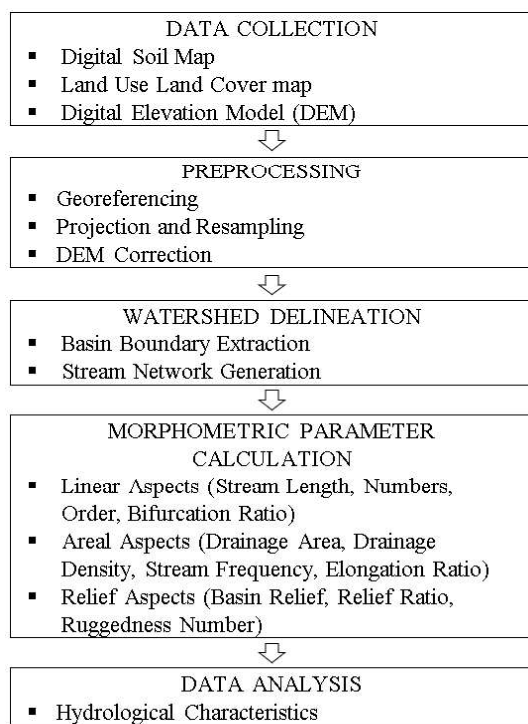 DATA COLLECTION
▪ Digital Soil Map
▪ Land Use Land Cover map
▪ Digital Elevation Model (DEM)
PREPROCESSING
▪ Georeferencing
▪ Projection and Resampling
▪ DEM Correction
WATERSHED DELINEATION
▪ Basin Boundary Extraction
▪ Stream Network Generation
MORPHOMETRIC PARAMETER
CALCULATION
▪ Linear Aspects (Stream Length, Numbers,
Order, Bifurcation Ratio)
▪ Areal Aspects (Drainage Area, Drainage
Density, Stream Frequency, Elongation Ratio)
▪ Relief Aspects (Basin Relief, Relief Ratio,
Ruggedness Number)
DATA ANALYSIS
▪ Hydrological Characteristics